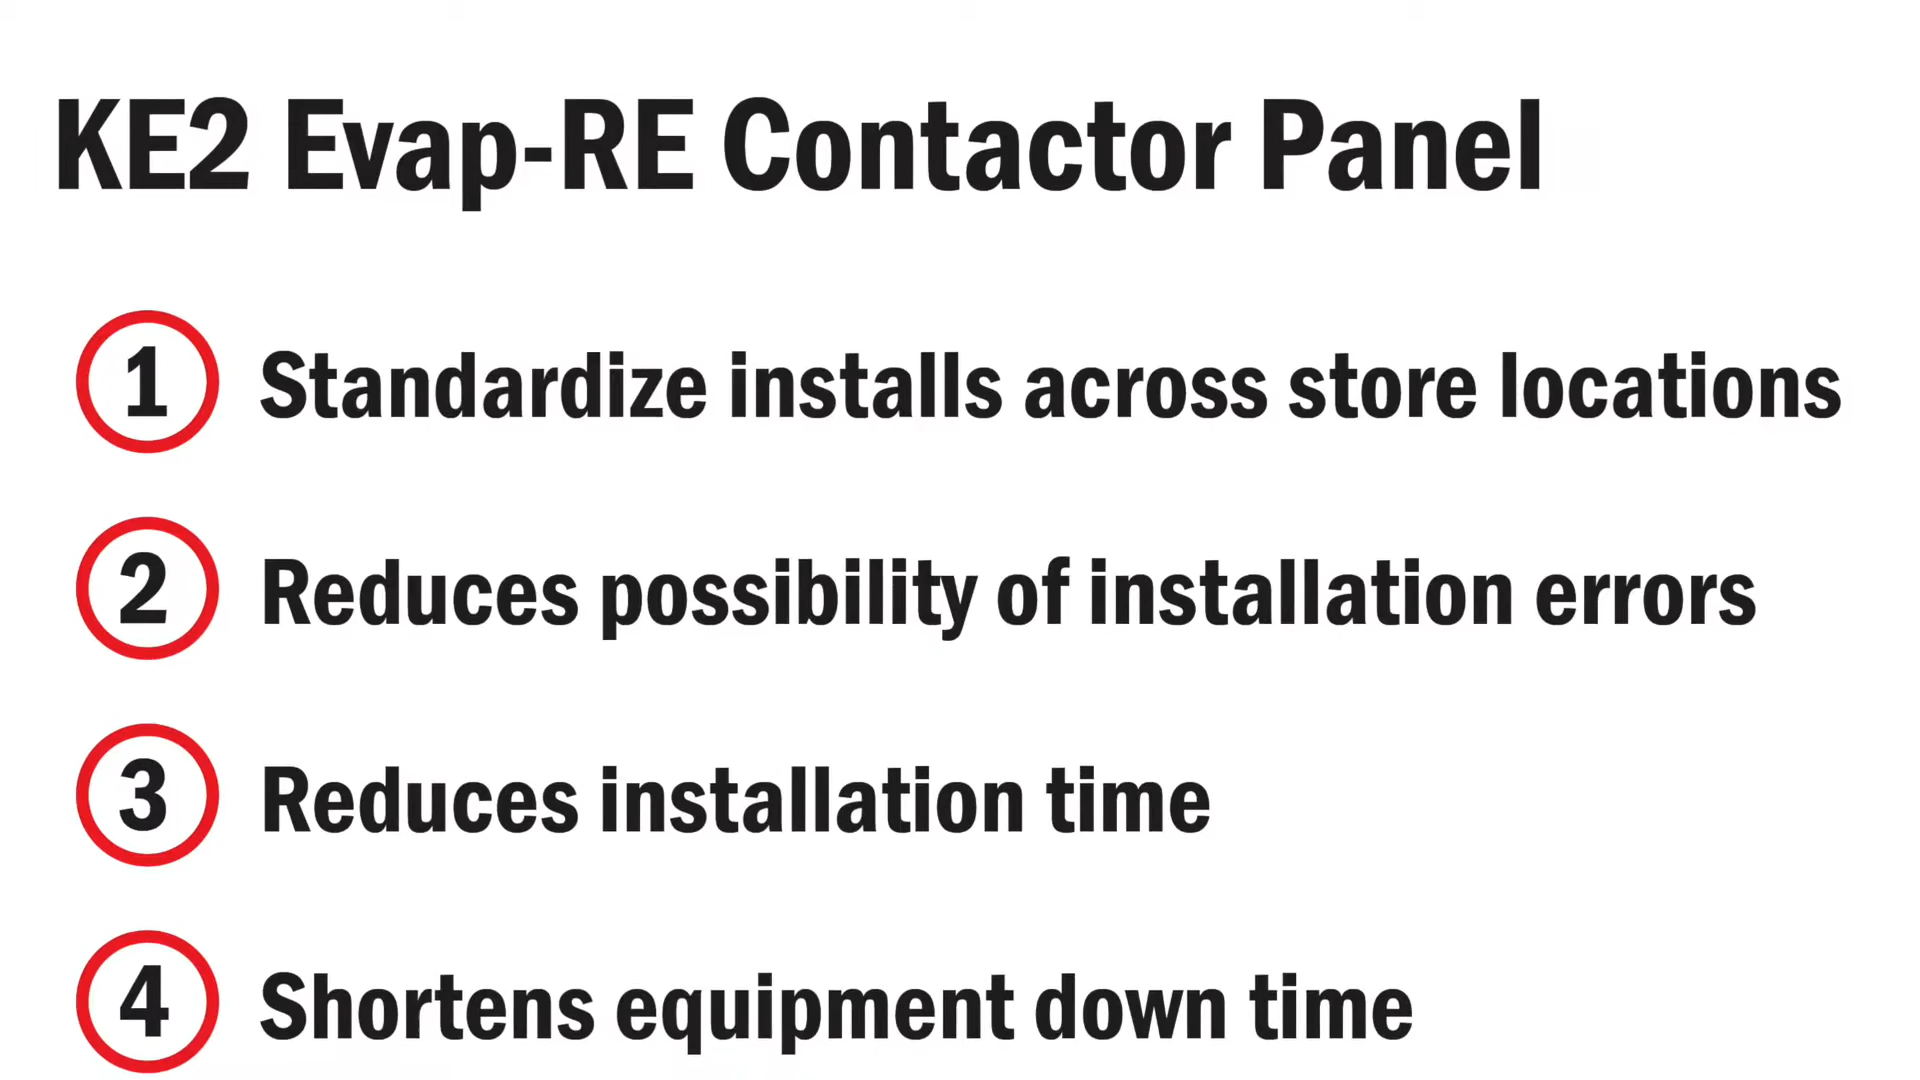 KE2 Evap-RE Contactor Panel
1 Standardize installs across store locations
2 Reduces possibility of installation errors
3 Reduces installation time
4 Shortens equipment down time